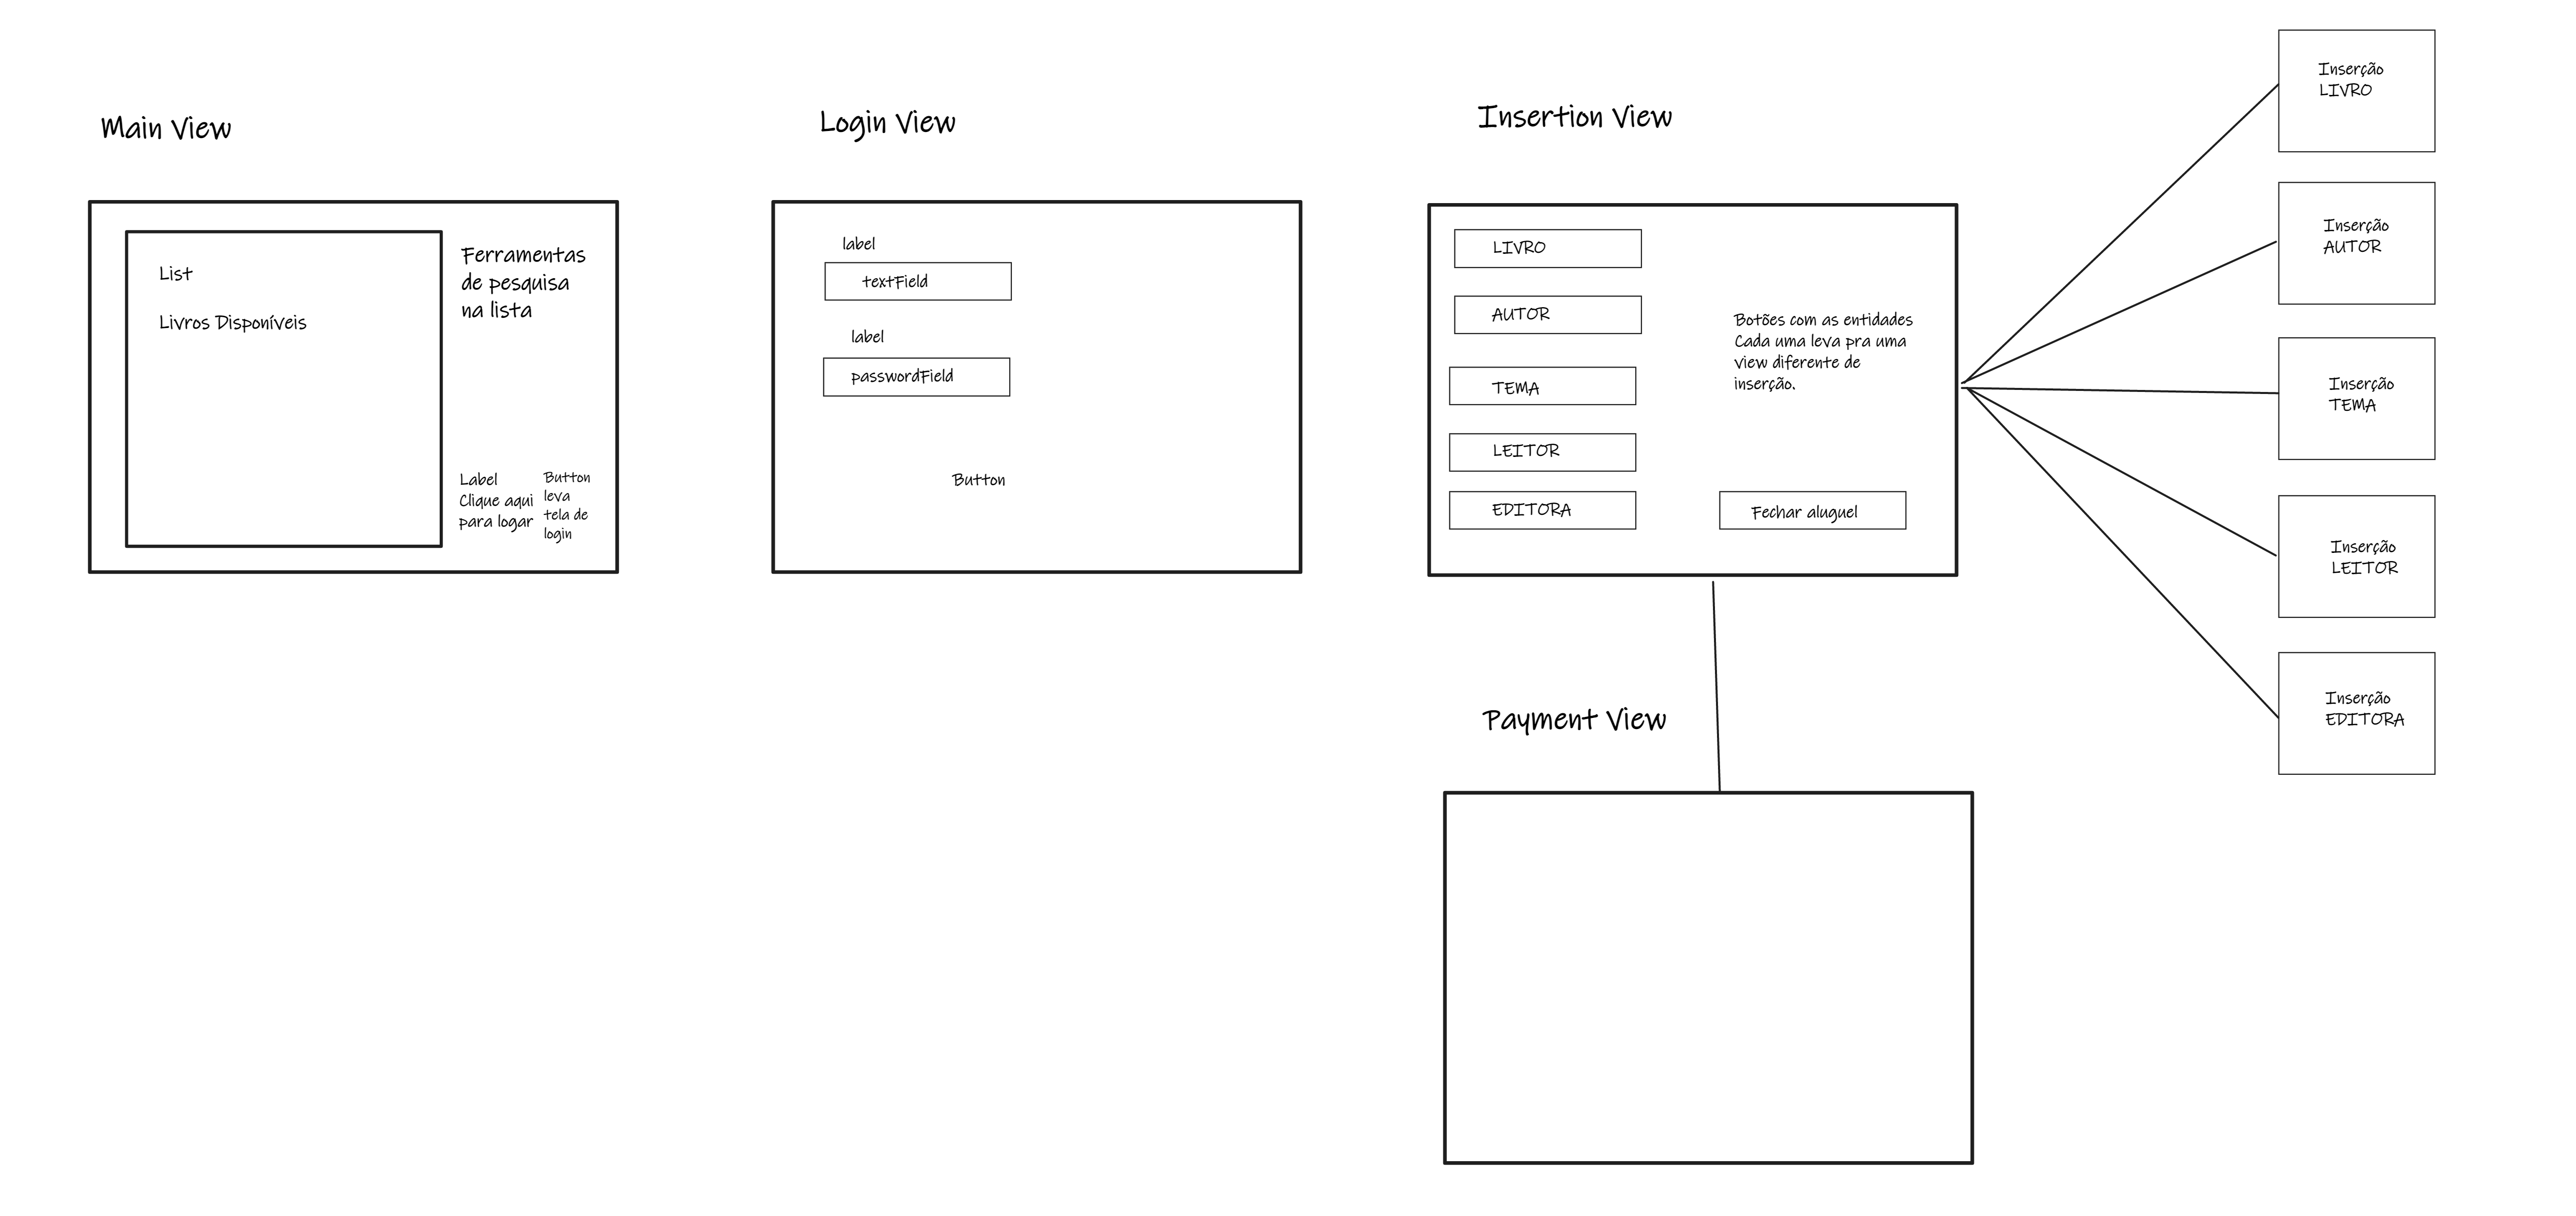 Main View
List
Livros Disponíveis
Ferramentas
de pesquisa
na lista
Label
Clique aqui
para logar
Button
leva
tela de
login
Login View
label
textField
label
passwordField
Button
Insertion View
LIVRO
AUTOR
TEMA
LEITOR
EDITORA
Botões com as entidades
Cada uma leva pra uma
view diferente de
inserção.
Fechar aluguel
Inserção
LIVRO
Inserção
AUTOR
Inserção
TEMA
Inserção
LEITOR
Inserção
EDITORA
Payment View